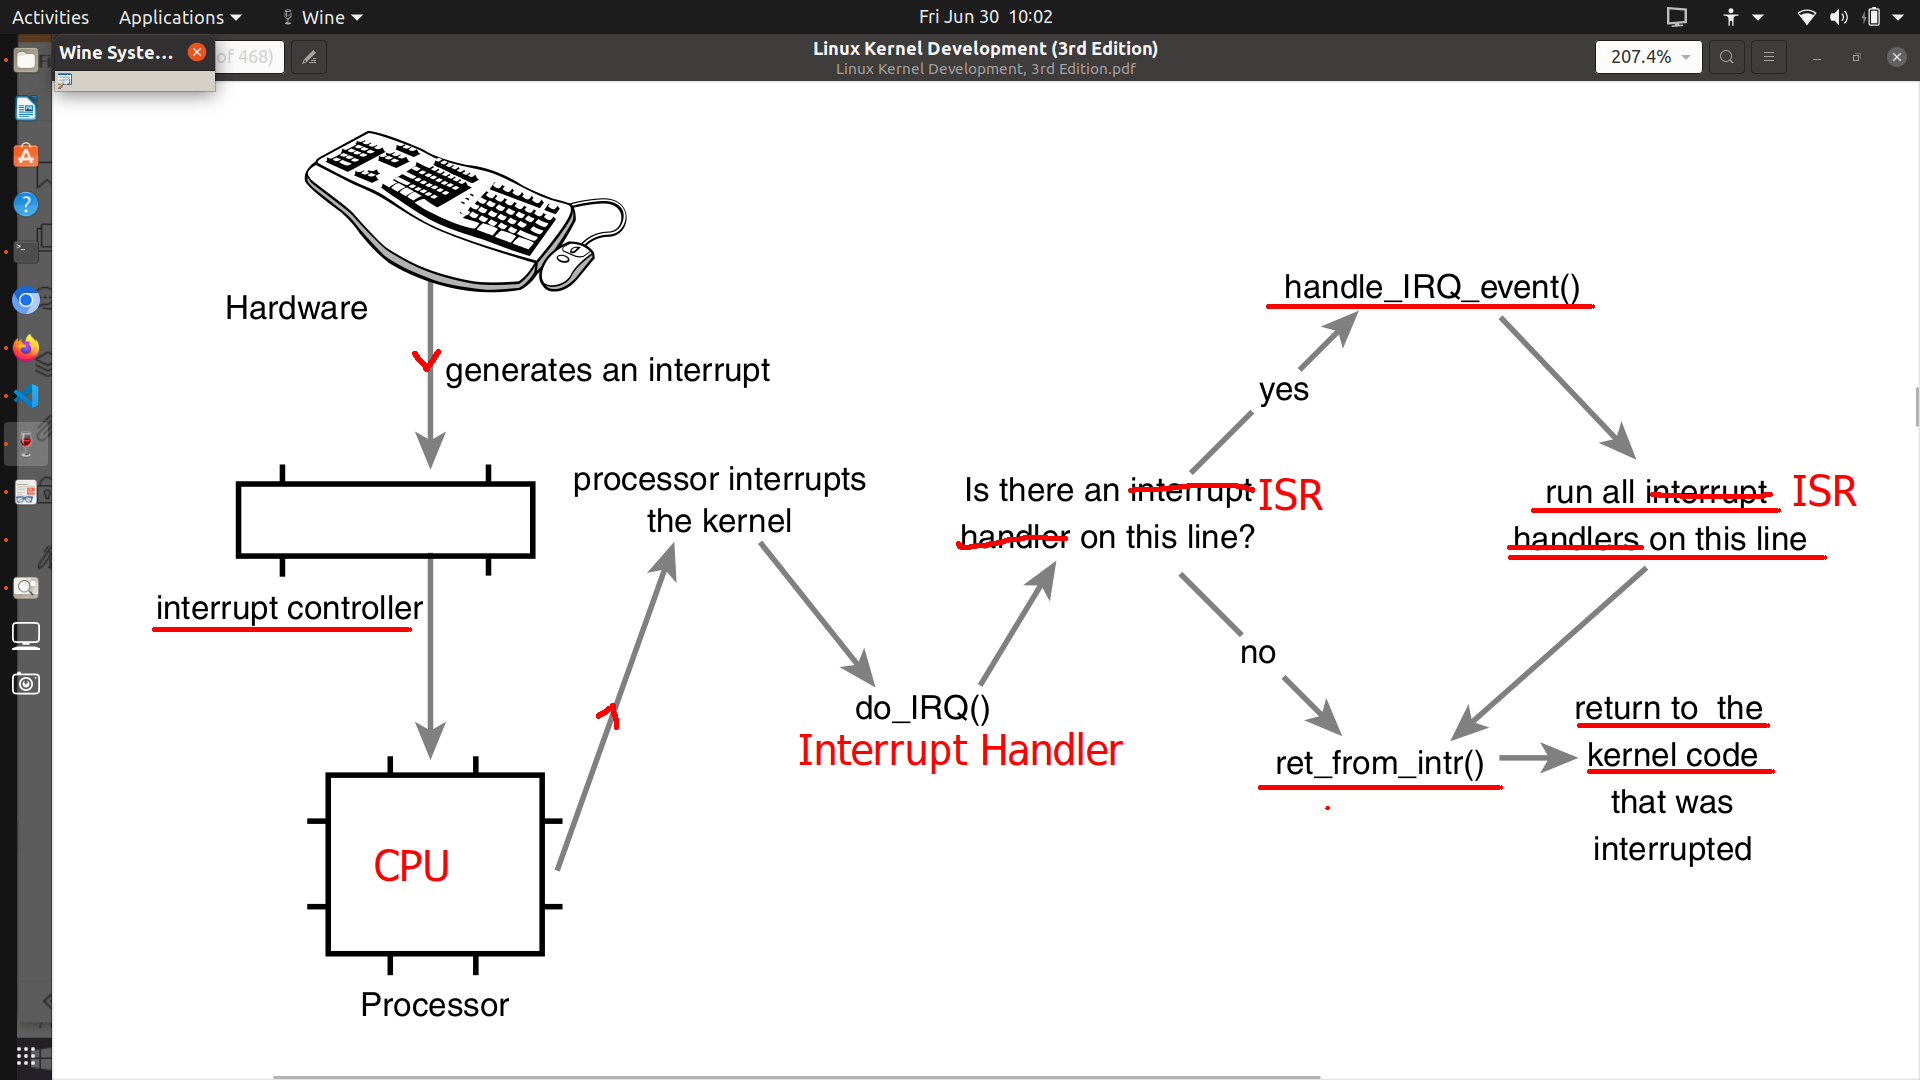 Activities Applications Wine Fri Jun 30 10:02
Wine Syste... of 468) Linux Kernel Development (3rd Edition) 207.4%
Linux Kernel Development, 3rd Edition.pdf
Hardware
generates an interrupt
interrupt controller
CPU
Processor
processor interrupts
the kernel
do_IRQ()
Interrupt Handler
Is there an interrupt ISR
handler on this line?
yes
no
handle_IRQ_event()
run all interrupt ISR
handlers on this line
ret_from_intr()
return to the
kernel code
that was
interrupted